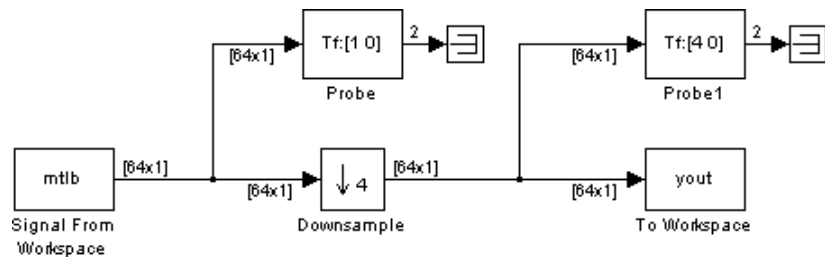 Tf:[1 0]
2
[64x1]
Probe
Tf:[4 0]
2
[64x1]
Probe1
mtlb
[64x1]
Signal From
Workspace
[64x1]
↓ 4
[64x1]
Downsample
[64x1]
yout
To Workspace